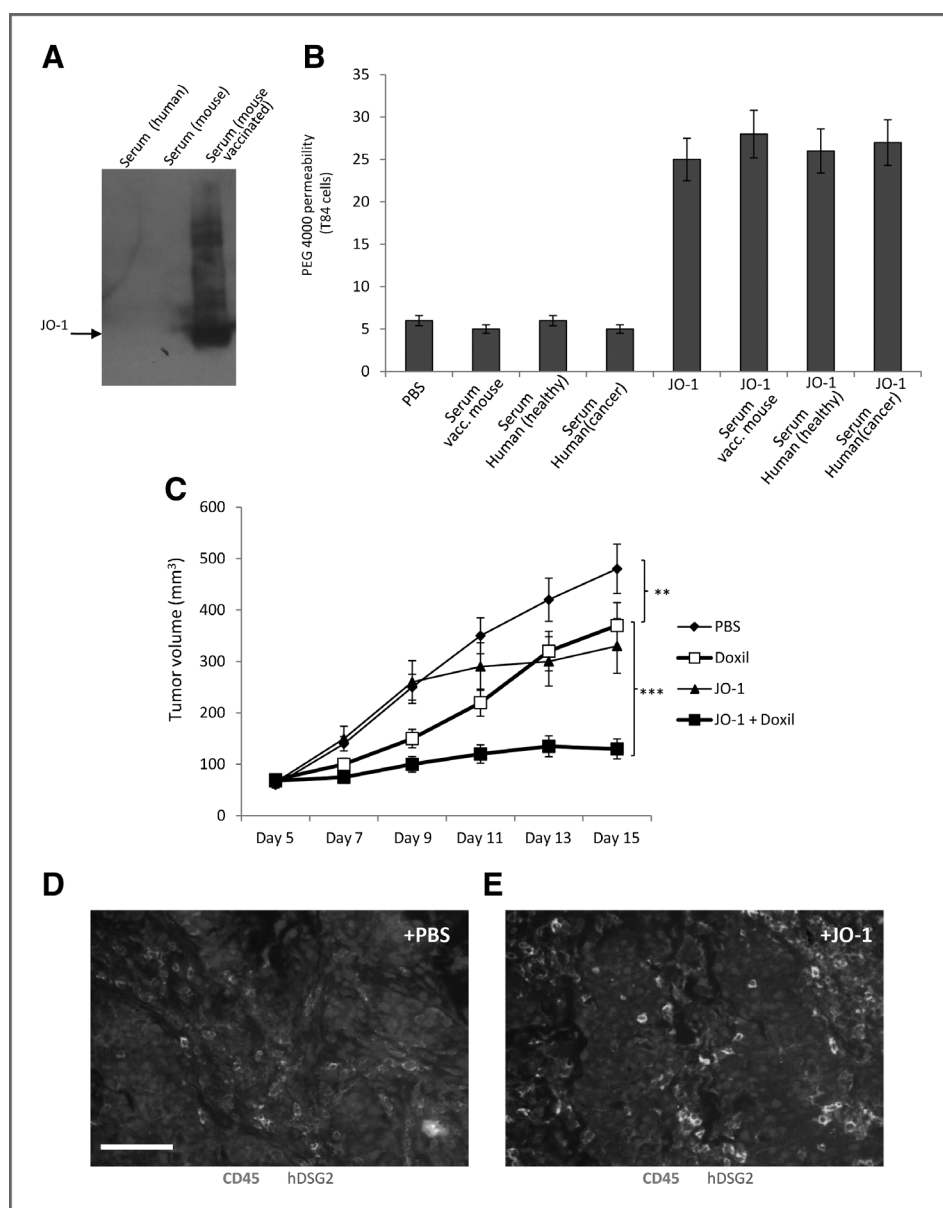 A
Serum (human)
Serum (mouse)
Serum (mouse
vaccinated)
JO-1
B
PEG 4000 permeability
(T84 cells)
35
30
25
20
15
10
5
0
PBS
Serum
vacc. mouse
Serum
Human (healthy)
Serum
Human(cancer)
JO-1
JO-1
Serum
vacc. mouse
JO-1
Serum
Human (healthy)
JO-1
Serum
Human(cancer)
C
Tumor volume (mm³)
600
500
400
300
200
100
0
Day 5
Day 7
Day 9
Day 11
Day 13
Day 15
**
***
PBS
Doxil
JO-1
JO-1 + Doxil
D
+PBS
CD45 hDSG2
E
+JO-1
CD45 hDSG2